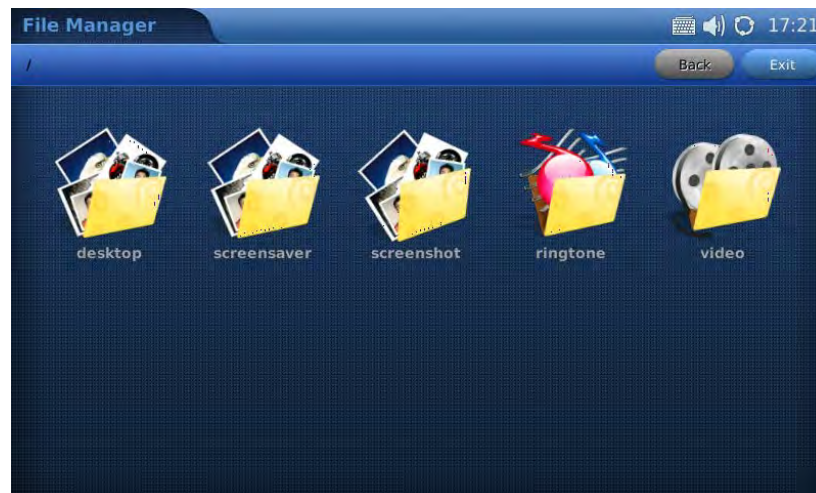 File Manager 17:21
/ Back Exit
desktop screensaver screenshot ringtone video